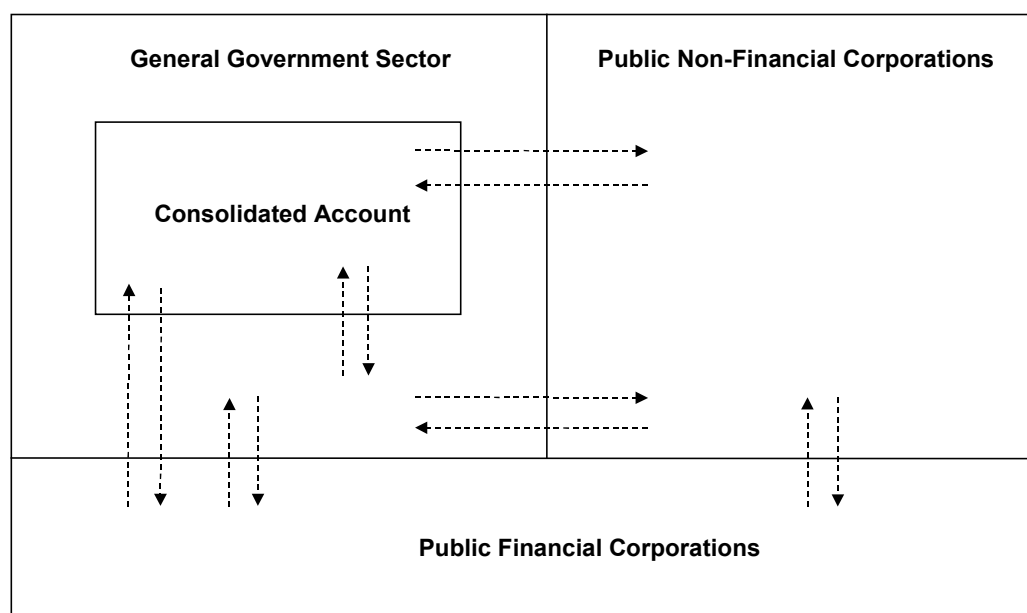 General Government Sector
Public Non-Financial Corporations
Consolidated Account
Public Financial Corporations